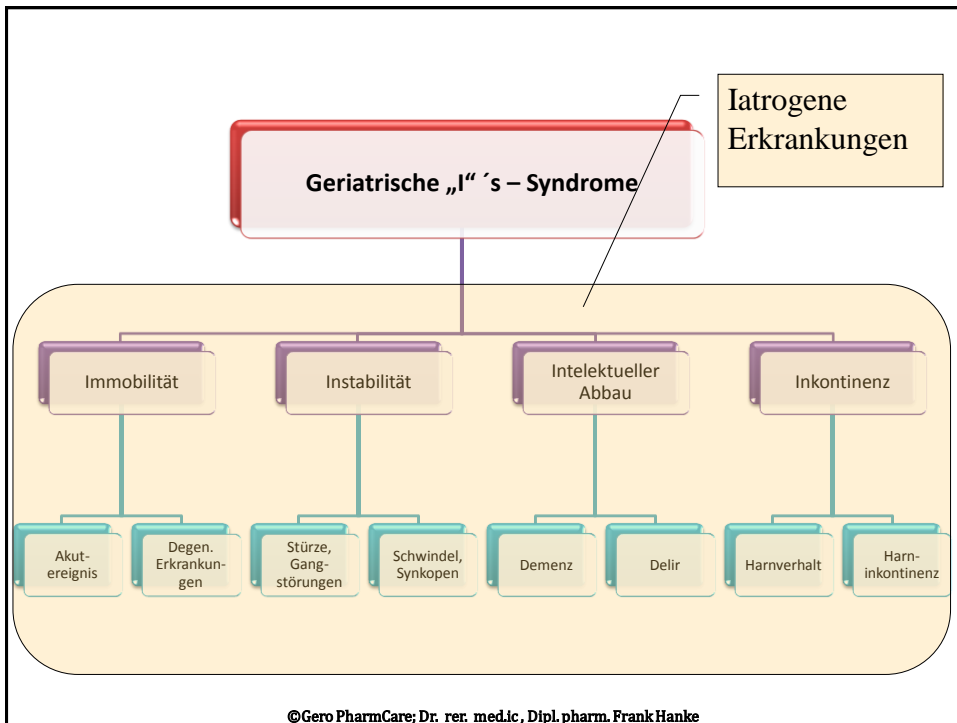 Iatrogene
Erkrankungen
Geriatrische „I“ ´s – Syndrome
Immobilität
Instabilität
Intelektueller
Abbau
Inkontinenz
Akut-
ereignis
Degen.
Erkrankun-
gen
Stürze,
Gang-
störungen
Schwindel,
Synkopen
Demenz
Delir
Harnverhalt
Harn-
inkontinenz
©Gero PharmCare; Dr. rer. med.ic , Dipl. pharm. Frank Hanke